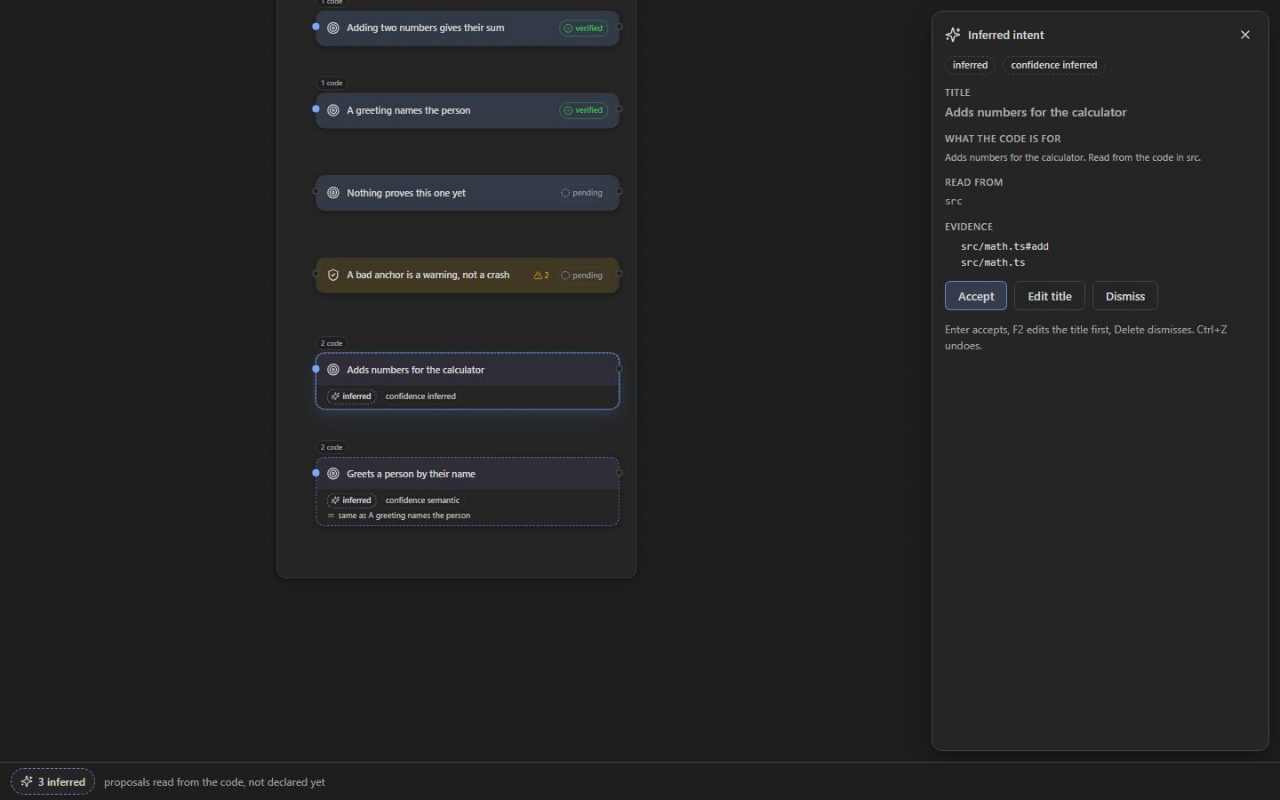 1 code
Adding two numbers gives their sum
verified
1 code
A greeting names the person
verified
Nothing proves this one yet
pending
A bad anchor is a warning, not a crash
2
pending
2 code
Adds numbers for the calculator
inferred
confidence inferred
2 code
Greets a person by their name
inferred
confidence semantic
= same as A greeting names the person
Inferred intent
inferred
confidence inferred
TITLE
Adds numbers for the calculator
WHAT THE CODE IS FOR
Adds numbers for the calculator. Read from the code in src.
READ FROM
src
EVIDENCE
src/math.ts#add
src/math.ts
Accept
Edit title
Dismiss
Enter accepts, F2 edits the title first, Delete dismisses. Ctrl+Z
undoes.
3 inferred
proposals read from the code, not declared yet